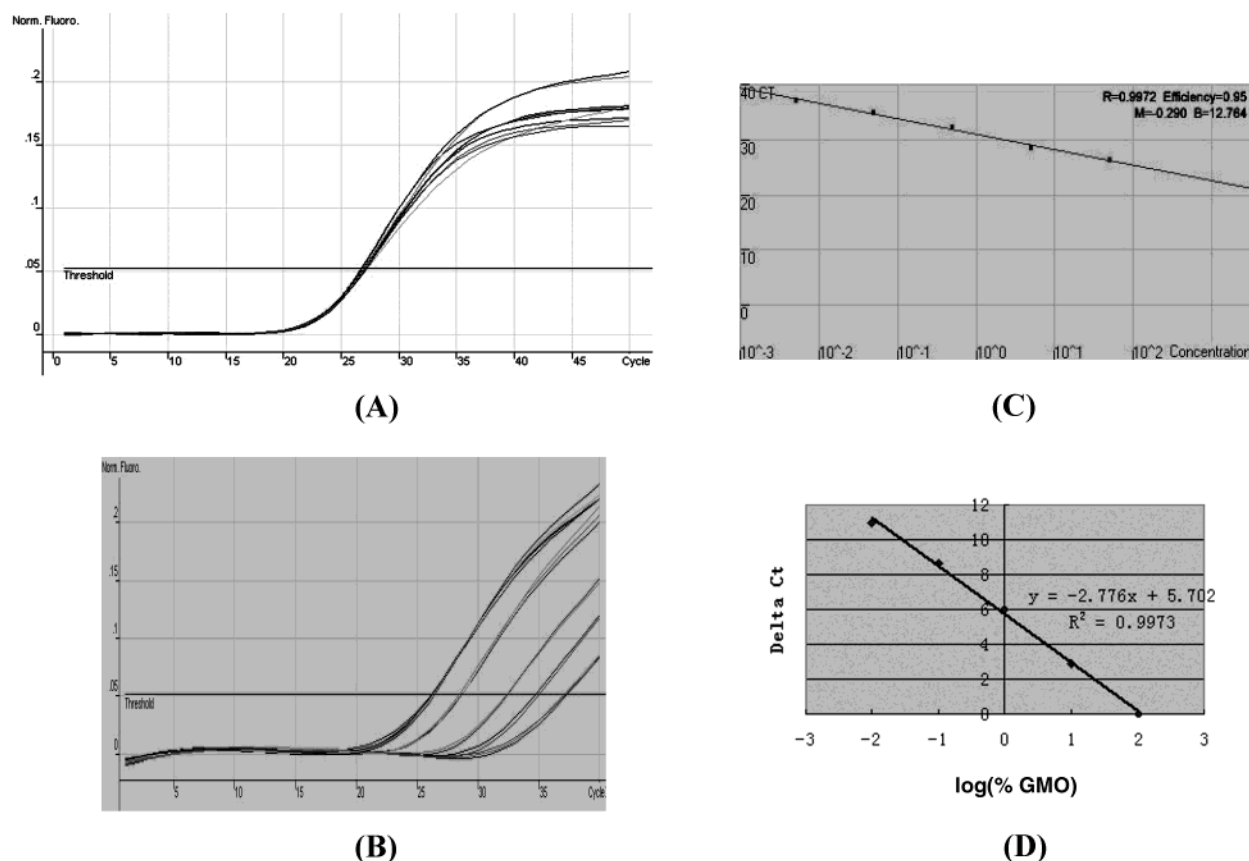 Norm. Fluoro.
.2
.15
.1
.05
Threshold
0
0 5 10 15 20 25 30 35 40 45 Cycle
(A)
40 CT
R=0.9972 Efficiency=0.95
M=-0.290 B=12.764
30
20
10
0
10^-3 10^-2 10^-1 10^0 10^1 10^2 Concentration
(C)
Norm. Fluoro.
.2
.15
.1
.05
Threshold
0
5 10 15 20 25 30 35 Cycle
(B)
12
10
8
6
4
2
0
Delta Ct
y = -2.776x + 5.702
R² = 0.9973
-3 -2 -1 0 1 2 3
log(% GMO)
(D)